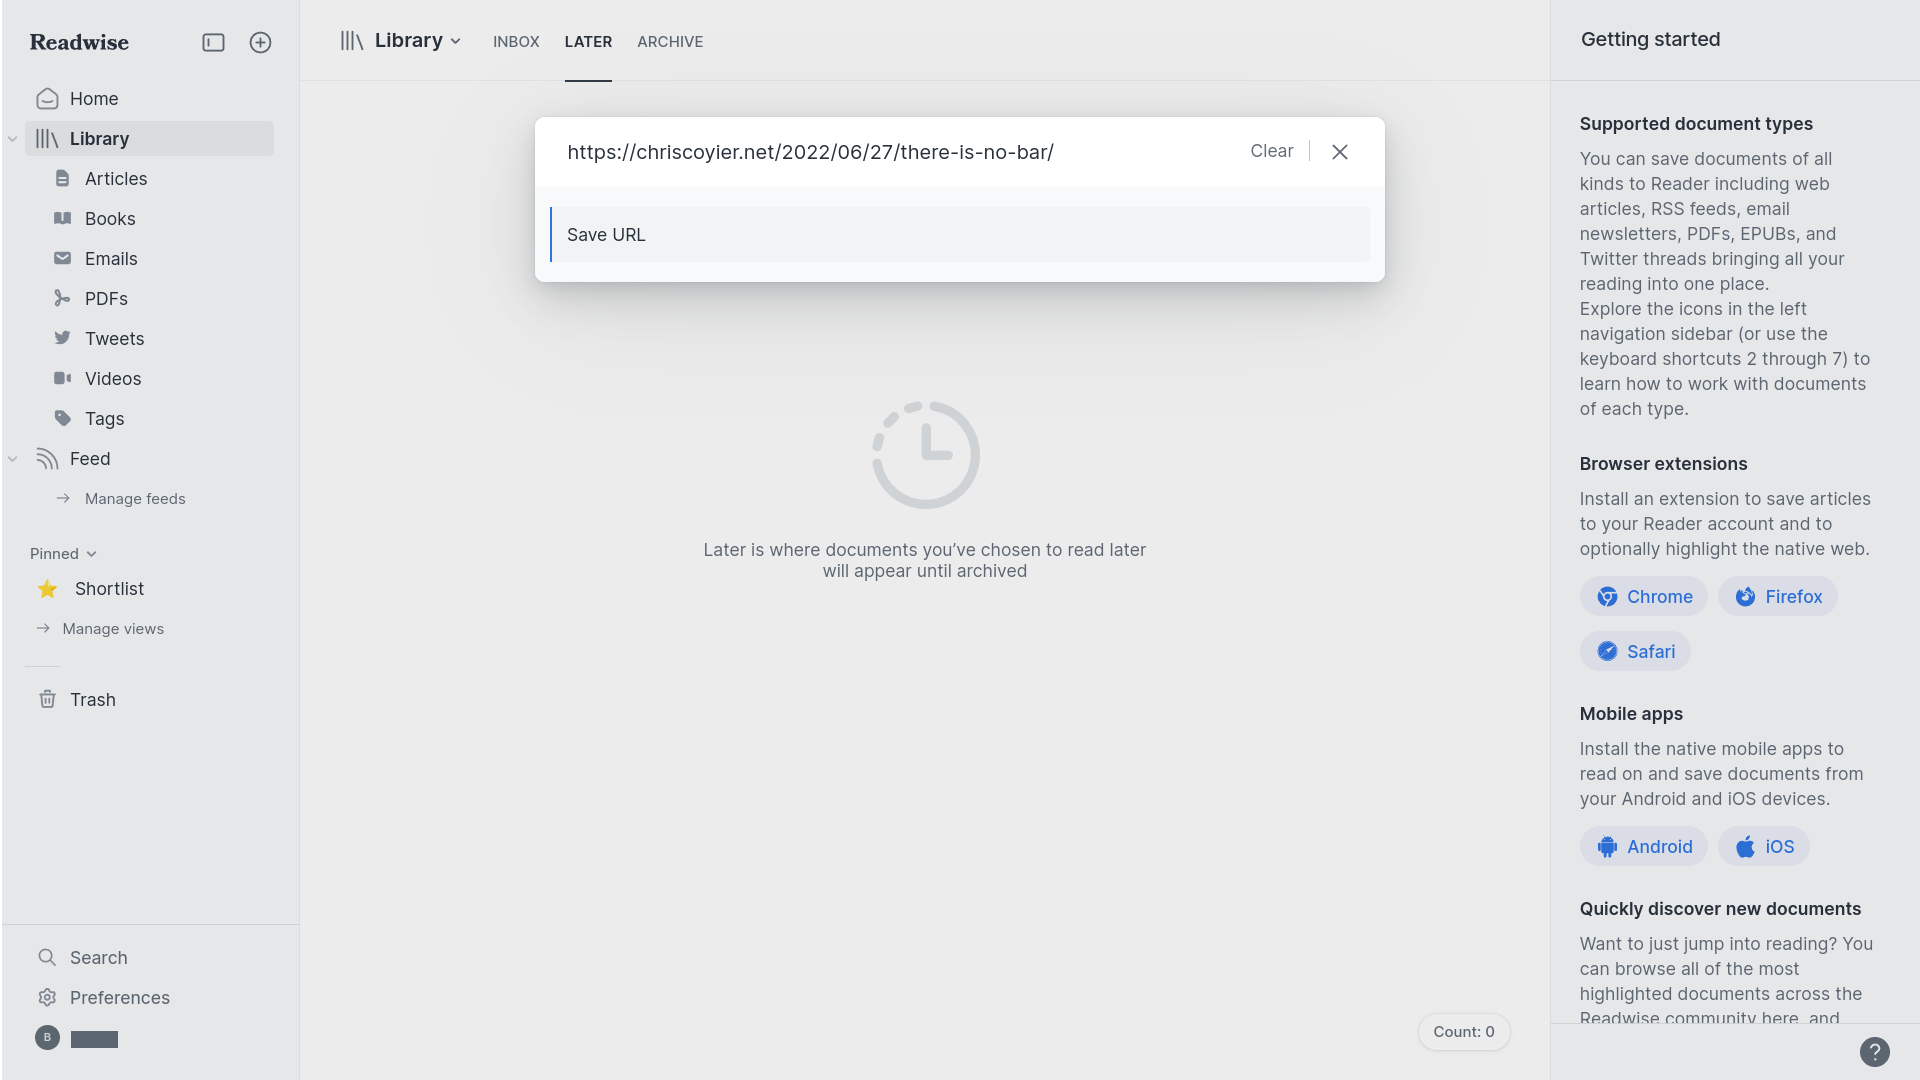 Readwise
Home
Library
Articles
Books
Emails
PDFs
Tweets
Videos
Tags
Feed
Manage feeds
Pinned
Shortlist
Manage views
Trash
Search
Preferences
B
Library
INBOX
LATER
ARCHIVE
https://chriscoyier.net/2022/06/27/there-is-no-bar/
Clear
Save URL
Later is where documents you’ve chosen to read later
will appear until archived
Count: 0
Getting started
Supported document types
You can save documents of all
kinds to Reader including web
articles, RSS feeds, email
newsletters, PDFs, EPUBs, and
Twitter threads bringing all your
reading into one place.
Explore the icons in the left
navigation sidebar (or use the
keyboard shortcuts 2 through 7) to
learn how to work with documents
of each type.
Browser extensions
Install an extension to save articles
to your Reader account and to
optionally highlight the native web.
Chrome
Firefox
Safari
Mobile apps
Install the native mobile apps to
read on and save documents from
your Android and iOS devices.
Android
iOS
Quickly discover new documents
Want to just jump into reading? You
can browse all of the most
highlighted documents across the
Readwise community here, and
?